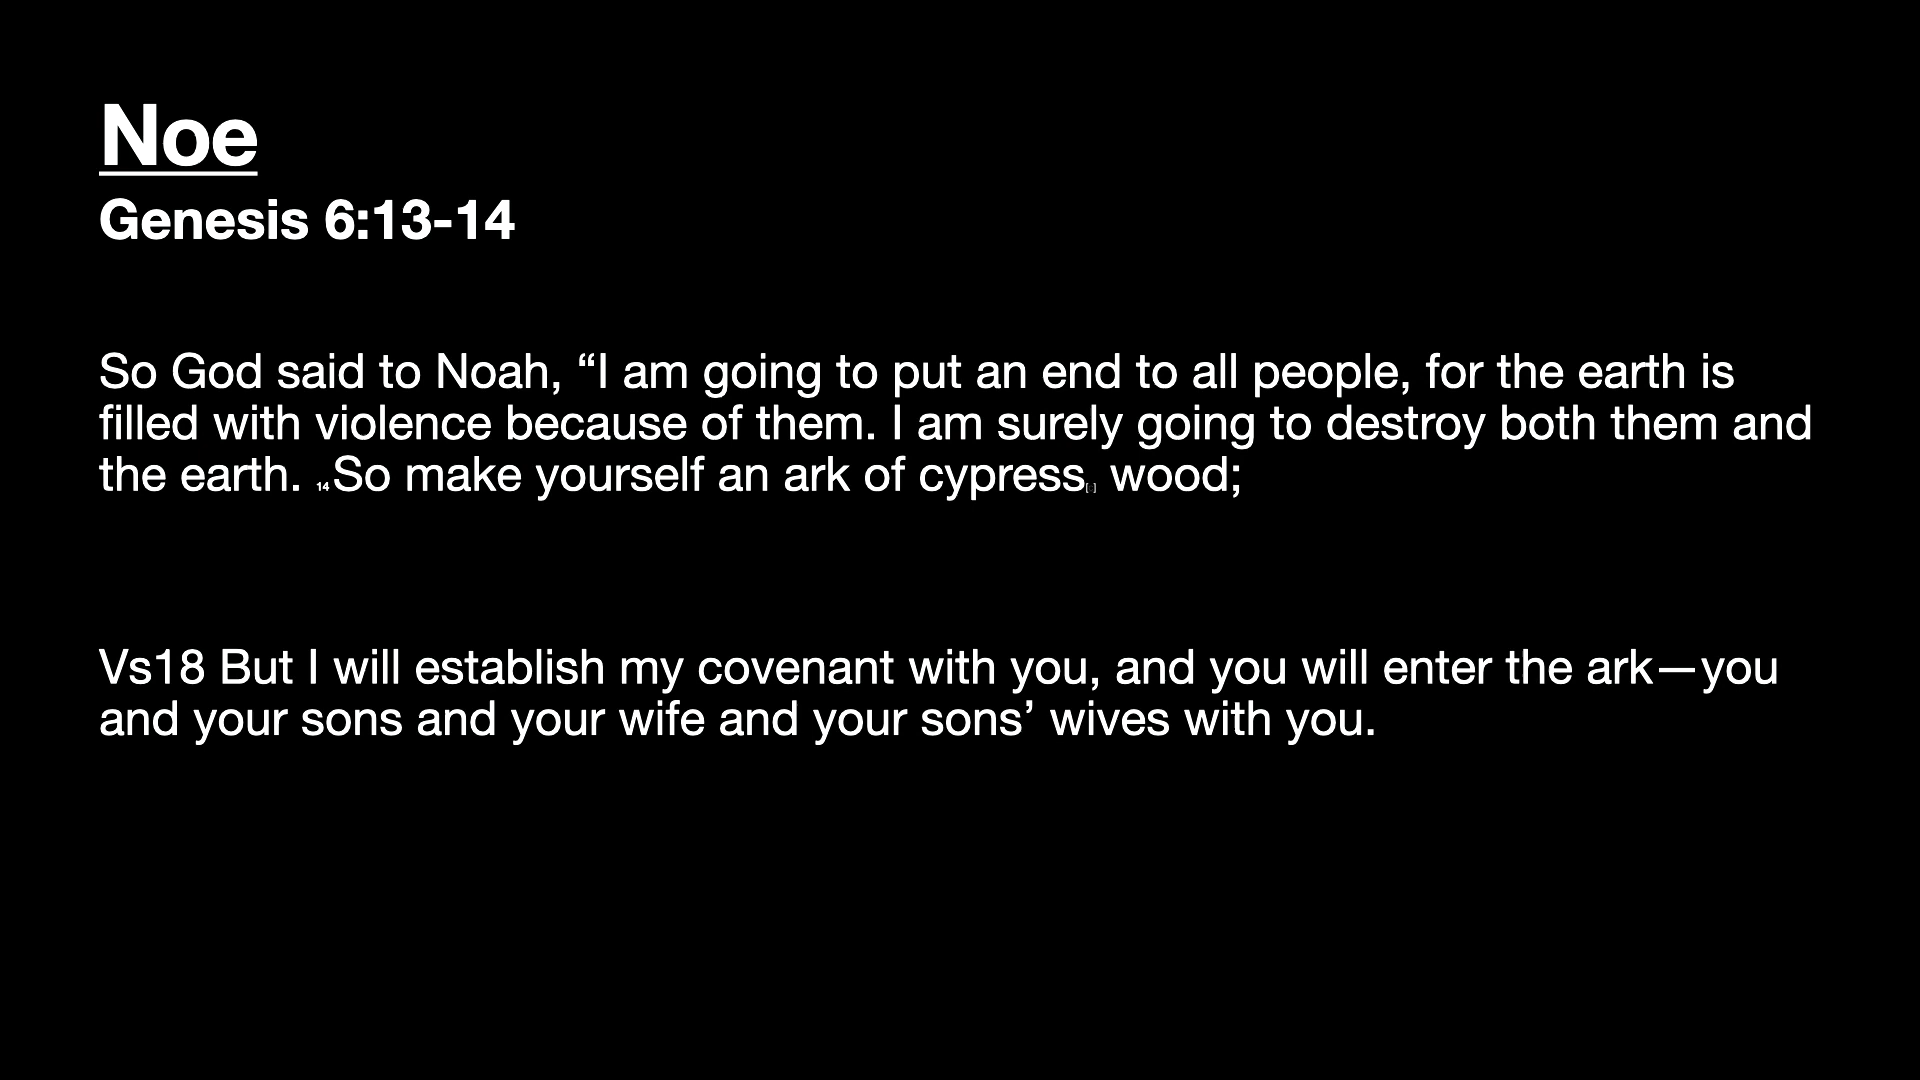 Noe
Genesis 6:13-14
So God said to Noah, “I am going to put an end to all people, for the earth is
filled with violence because of them. I am surely going to destroy both them and
the earth. 14 So make yourself an ark of cypress[ ] wood;
Vs18 But I will establish my covenant with you, and you will enter the ark—you
and your sons and your wife and your sons’ wives with you.